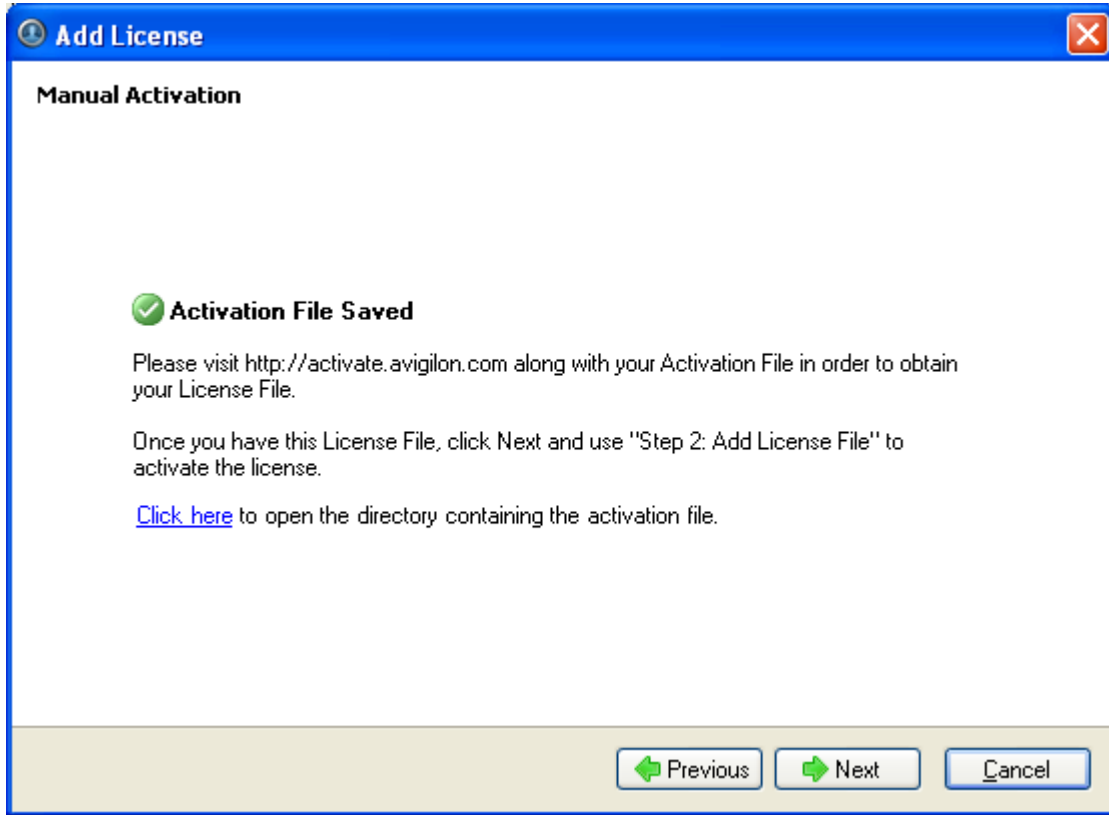 Add License
Manual Activation
Activation File Saved
Please visit http://activate.avigilon.com along with your Activation File in order to obtain
your License File.
Once you have this License File, click Next and use "Step 2: Add License File" to
activate the license.
Click here to open the directory containing the activation file.
Previous Next Cancel